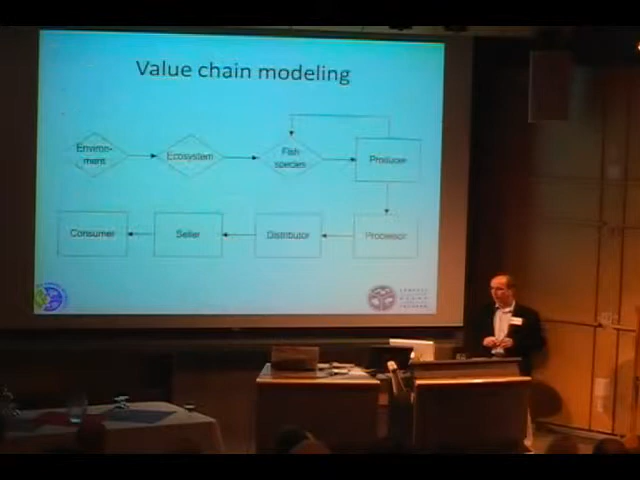 Value chain modeling
Environ-
ment
Ecosystem
Fish
species
Producer
Consumer
Seller
Distributor
Processor